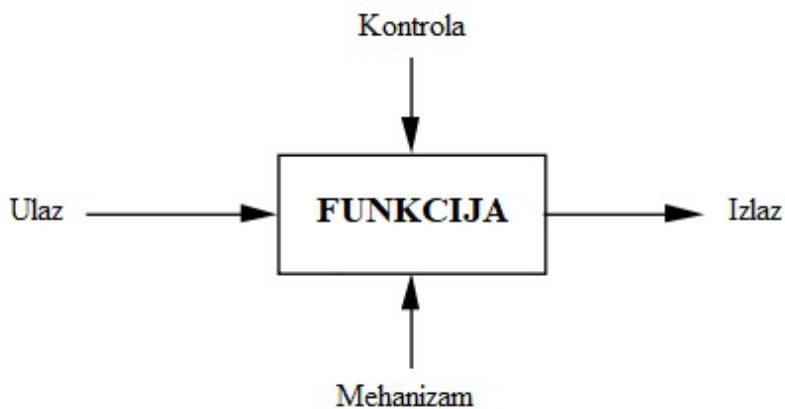 Kontrola
Ulaz
FUNKCIJA
Izlaz
Mehanizam